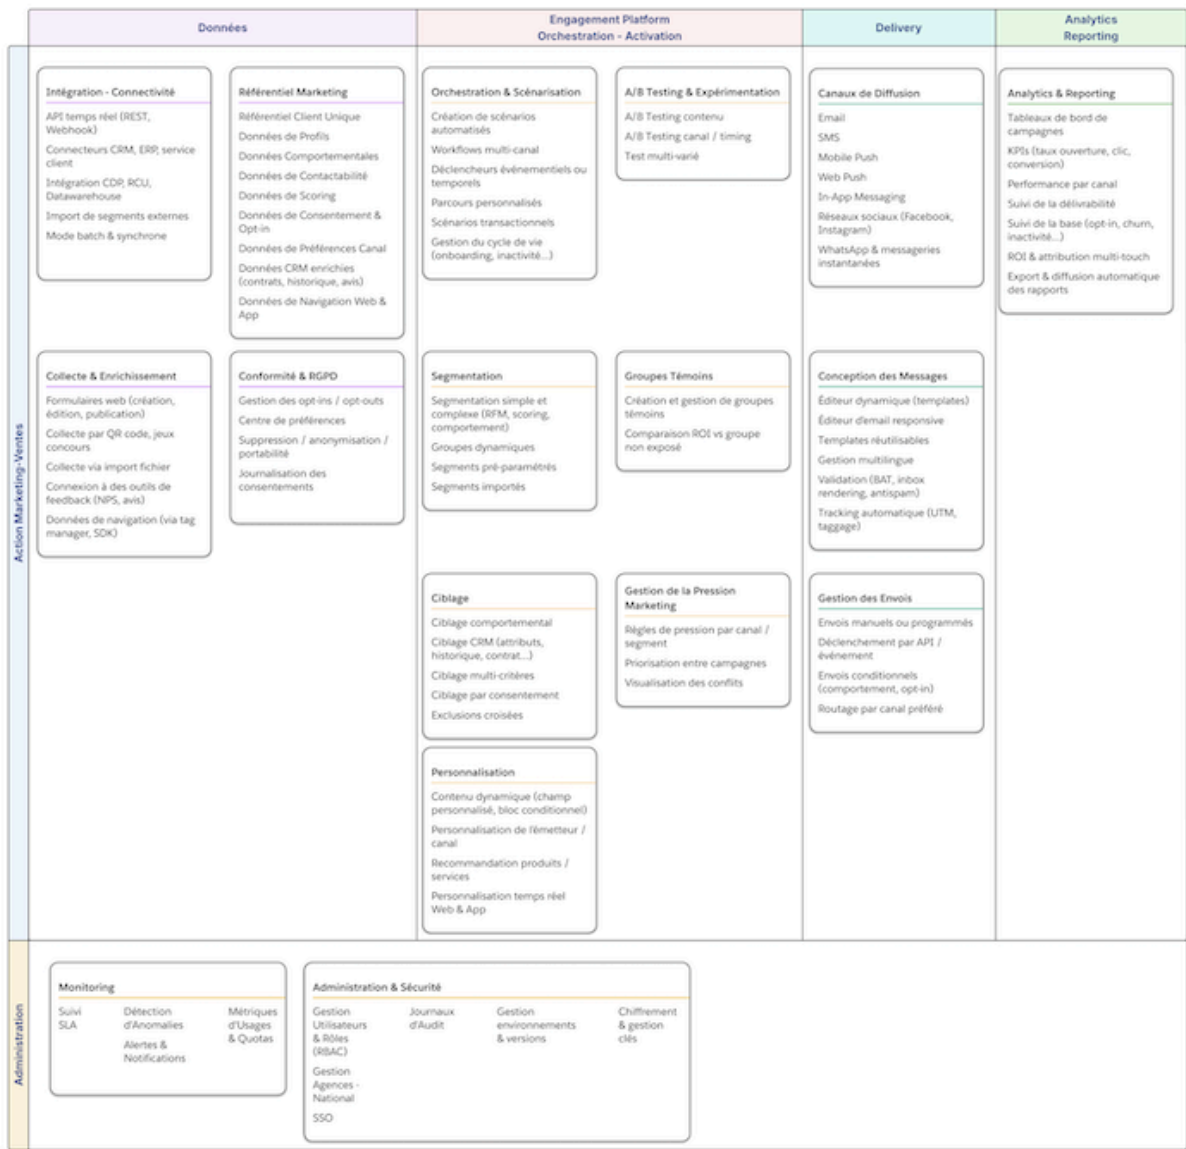 Données
Engagement Platform
Orchestration - Activation
Delivery
Analytics
Reporting
Action Marketing-Ventes
Intégration - Connectivité
API temps réel (REST,
Webhook)
Connecteurs CRM, ERP, service
client
Intégration CDP, RCU,
Datawarehouse
Import de segments externes
Mode batch & synchrone
Référentiel Marketing
Référentiel Client Unique
Données de Profils
Données Comportementales
Données de Contactabilité
Données de Scoring
Données de Consentement &
Opt-in
Données de Préférences Canal
Données CRM enrichies
(contrats, historique, avis)
Données de Navigation Web &
App
Orchestration & Scénarisation
Création de scénarios
automatisés
Workflows multi-canal
Déclencheurs événementiels ou
temporels
Parcours personnalisés
Scénarios transactionnels
Gestion du cycle de vie
(onboarding, inactivité...)
A/B Testing & Expérimentation
A/B Testing contenu
A/B Testing canal / timing
Test multi-varié
Canaux de Diffusion
Email
SMS
Mobile Push
Web Push
In-App Messaging
Réseaux sociaux (Facebook,
Instagram)
WhatsApp & messageries
instantanées
Analytics & Reporting
Tableaux de bord de
campagnes
KPIs (taux ouverture, clic,
conversion)
Performance par canal
Suivi de la délivrabilité
Suivi de la base (opt-in, churn,
inactivité...)
ROI & attribution multi-touch
Export & diffusion automatique
des rapports
Collecte & Enrichissement
Formulaires web (création,
édition, publication)
Collecte par QR code, jeux
concours
Collecte via import fichier
Connexion à des outils de
feedback (NPS, avis)
Données de navigation (via tag
manager, SDK)
Conformité & RGPD
Gestion des opt-ins / opt-outs
Centre de préférences
Suppression / anonymisation /
portabilité
Journalisation des
consentements
Segmentation
Segmentation simple et
complexe (RFM, scoring,
comportement)
Groupes dynamiques
Segments pré-paramétrés
Segments importés
Groupes Témoins
Création et gestion de groupes
témoins
Comparaison ROI vs groupe
non exposé
Conception des Messages
Éditeur dynamique (templates)
Éditeur d'email responsive
Templates réutilisables
Gestion multilingue
Validation (BAT, inbox
rendering, antispam)
Tracking automatique (UTM,
taggage)
Ciblage
Ciblage comportemental
Ciblage CRM (attributs,
historique, contrat...)
Ciblage multi-critères
Ciblage par consentement
Exclusions croisées
Gestion de la Pression
Marketing
Règles de pression par canal /
segment
Priorisation entre campagnes
Visualisation des conflits
Gestion des Envois
Envois manuels ou programmés
Déclenchement par API /
événement
Envois conditionnels
(comportement, opt-in)
Routage par canal préféré
Personnalisation
Contenu dynamique (champ
personnalisé, bloc conditionnel)
Personnalisation de l'émetteur /
canal
Recommandation produits /
services
Personnalisation temps réel
Web & App
Administration
Monitoring
Suivi
SLA
Détection
d'Anomalies
Alertes &
Notifications
Métriques
d'Usages
& Quotas
Administration & Sécurité
Gestion
Utilisateurs
& Rôles
(RBAC)
Gestion
Agences -
National
SSO
Journaux
d'Audit
Gestion
environnements
& versions
Chiffrement
& gestion
clés